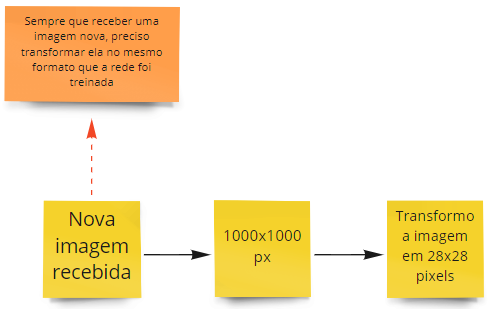 Sempre que receber uma
imagem nova, preciso
transformar ela no mesmo
formato que a rede foi
treinada
Nova
imagem
recebida
1000x1000
px
Transformo
a imagem
em 28x28
pixels